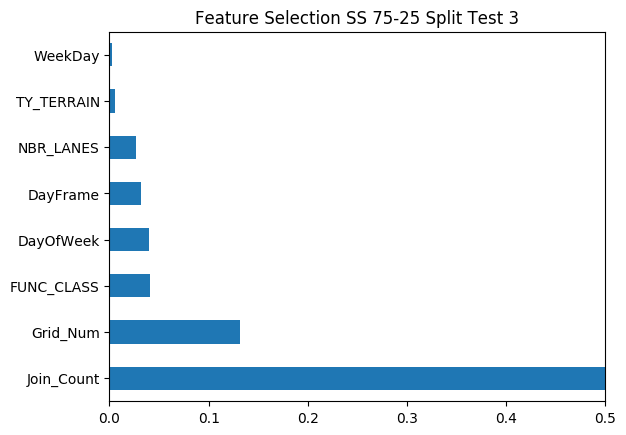 Feature Selection SS 75-25 Split Test 3
WeekDay
TY_TERRAIN
NBR_LANES
DayFrame
DayOfWeek
FUNC_CLASS
Grid_Num
Join_Count
0.0 0.1 0.2 0.3 0.4 0.5